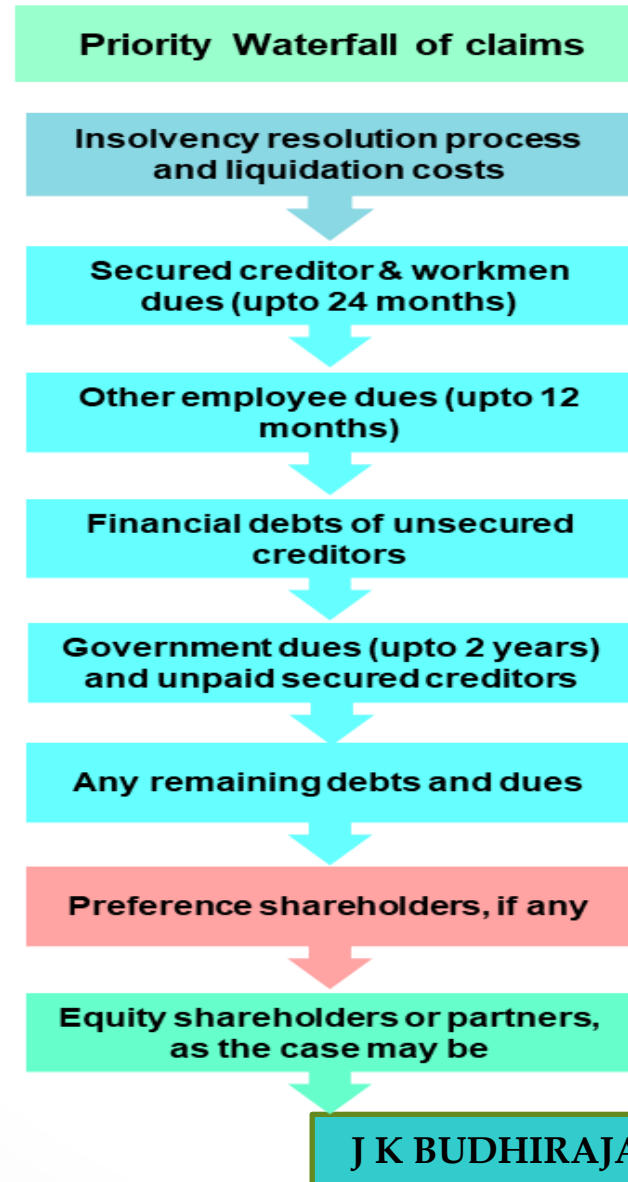 Priority Waterfall of claims
Insolvency resolution process
and liquidation costs
Secured creditor & workmen
dues (upto 24 months)
Other employee dues (upto 12
months)
Financial debts of unsecured
creditors
Government dues (upto 2 years)
and unpaid secured creditors
Any remaining debts and dues
Preference shareholders, if any
Equity shareholders or partners,
as the case may be
J K BUDHIRAJA